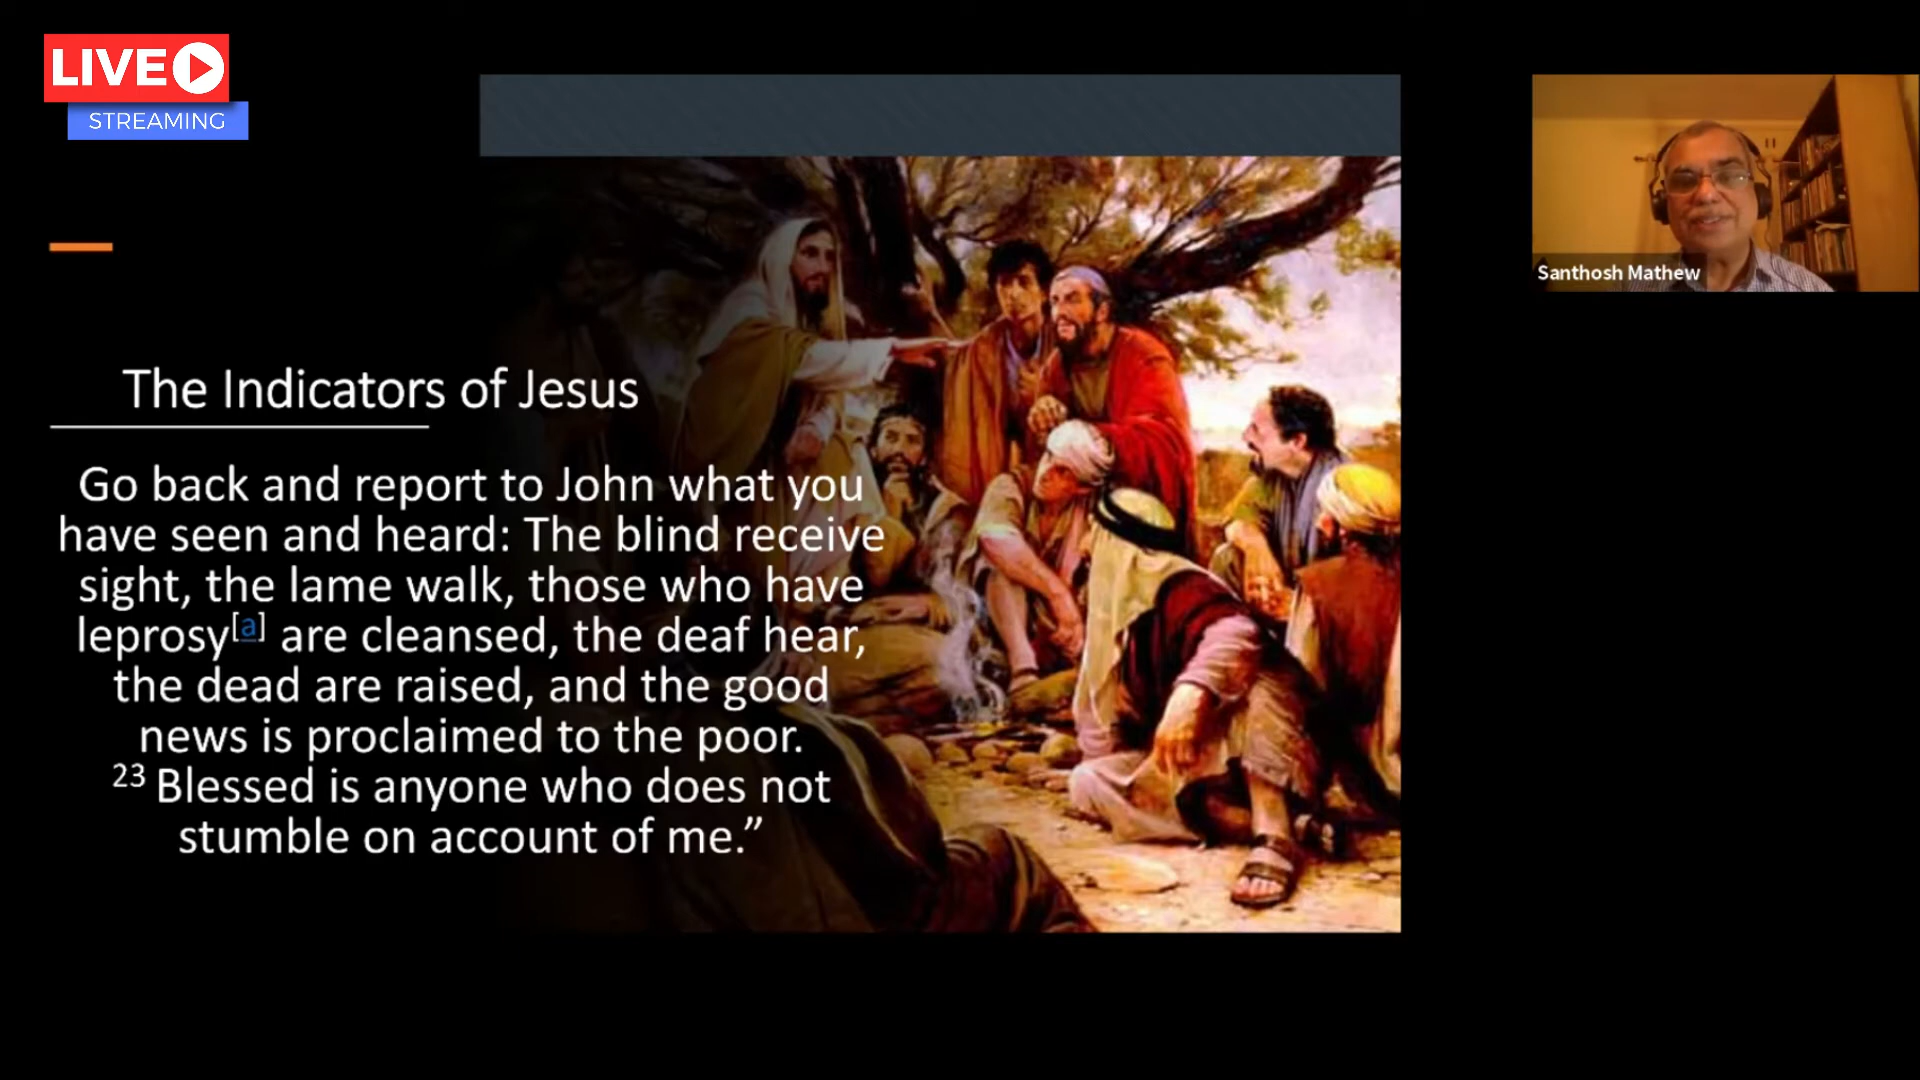 LIVE
STREAMING
Santhosh Mathew
The Indicators of Jesus
Go back and report to John what you
have seen and heard: The blind receive
sight, the lame walk, those who have
leprosy[a] are cleansed, the deaf hear,
the dead are raised, and the good
news is proclaimed to the poor.
23 Blessed is anyone who does not
stumble on account of me.”